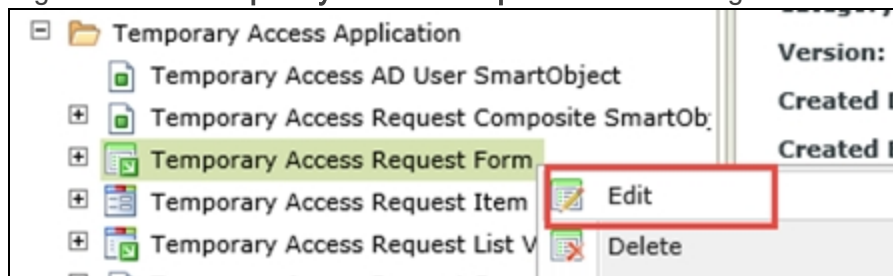 Temporary Access Application
Version:
Temporary Access AD User SmartObject
Created
Temporary Access Request Composite SmartOb
Temporary Access Request Form
Created
Edit
Temporary Access Request Item
Temporary Access Request List V
Delete